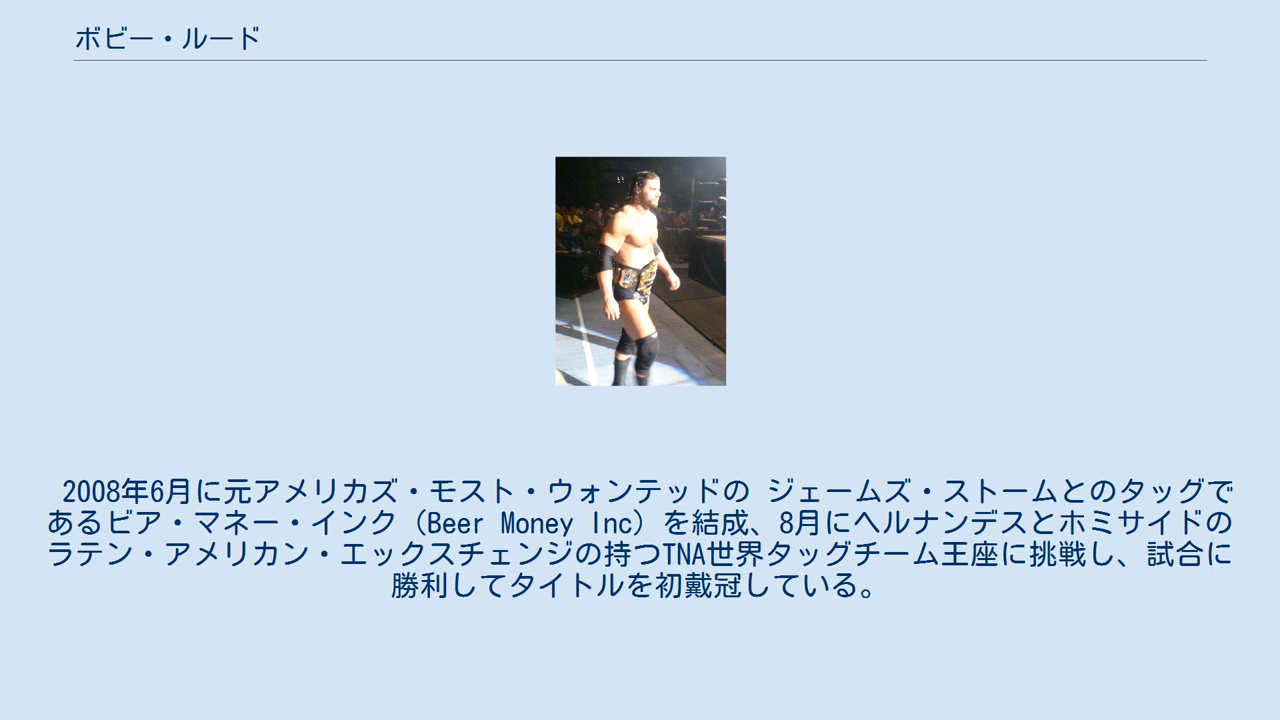 ボビー・ルード
2008年6月に元アメリカズ・モスト・ウォンテッドの ジェームズ・ストームとのタッグで
あるビア・マネー・インク（Beer Money Inc）を結成、8月にヘルナンデスとホミサイドの
ラテン・アメリカン・エックスチェンジの持つTNA世界タッグチーム王座に挑戦し、試合に
勝利してタイトルを初戴冠している。